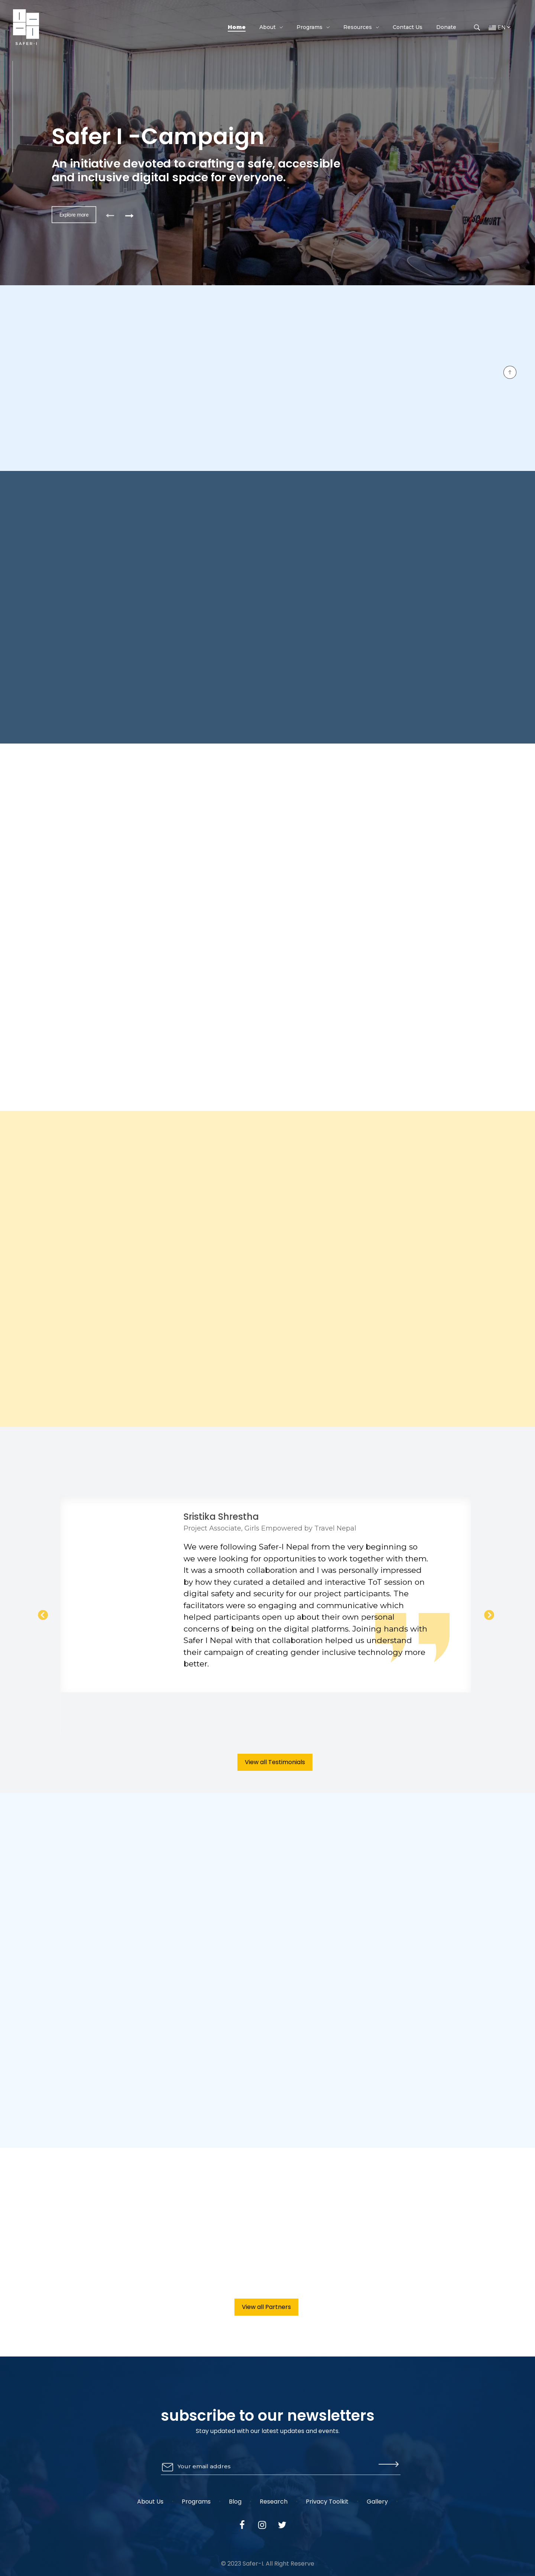 SAFER-I
Home About Programs Resources Contact Us Donate EN
Safer I -Campaign
An initiative devoted to crafting a safe, accessible
and inclusive digital space for everyone.
Explore more
Sristika Shrestha
Project Associate, Girls Empowered by Travel Nepal
We were following Safer-I Nepal from the very beginning so
we were looking for opportunities to work together with them.
It was a smooth collaboration and I was personally impressed
by how they curated a detailed and interactive ToT session on
digital safety and security for our project participants. The
facilitators were so engaging and communicative which
helped participants open up about their own personal
concerns of being on the digital platforms. Joining hands with
Safer I Nepal with that collaboration helped us understand
their campaign of creating gender inclusive technology more
better.
View all Testimonials
View all Partners
subscribe to our newsletters
Stay updated with our latest updates and events.
Your email addres
About Us Programs Blog Research Privacy Toolkit Gallery
© 2023 Safer-I. All Right Reserve